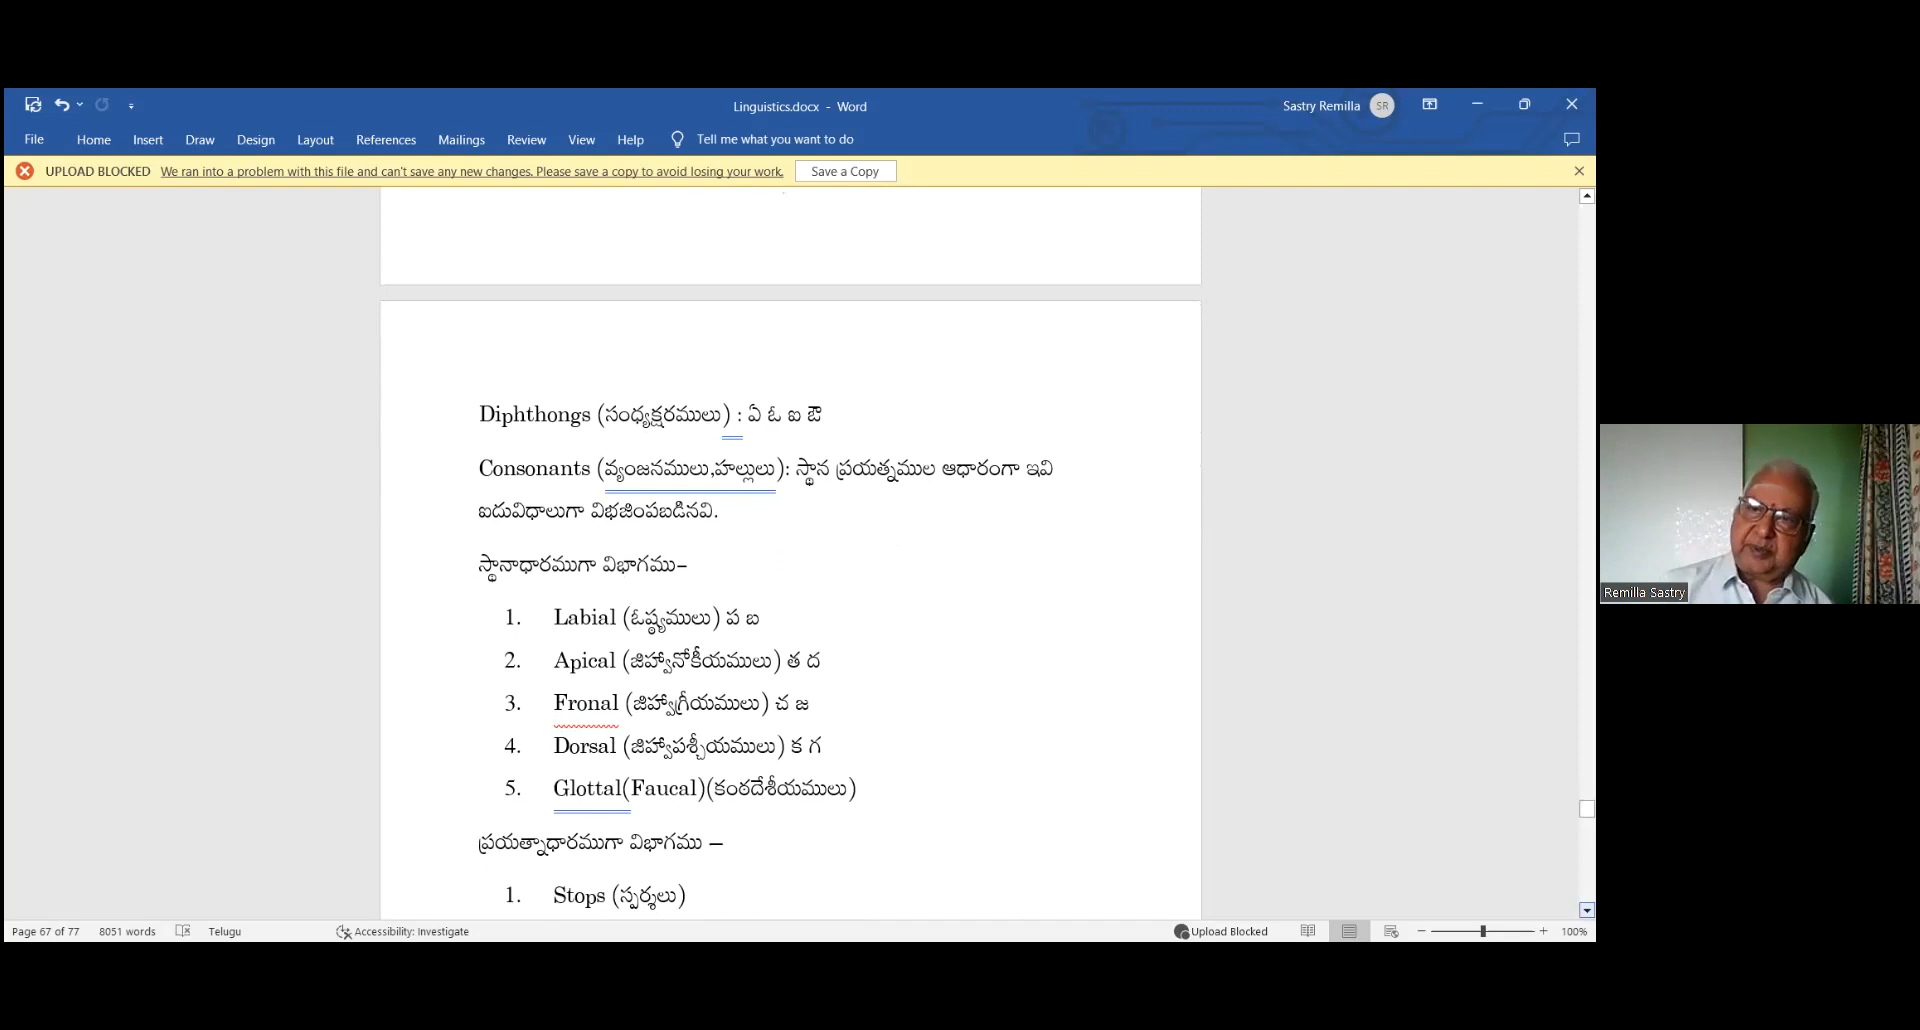 Linguistics.docx - Word
Sastry Remilla SR
File Home Insert Draw Design Layout References Mailings Review View Help Tell me what you want to do
UPLOAD BLOCKED We ran into a problem with this file and can't save any new changes. Please save a copy to avoid losing your work. Save a Copy
Diphthongs (సంధ్యక్షరములు) : ఏ ఓ ఐ ఔ
Consonants (వ్యంజనములు,హల్లులు): స్థాన ప్రయత్నముల ఆధారంగా ఇవి
ఐదువిధాలుగా విభజింపబడినవి.
స్థానాధారముగా విభాగము–
1. Labial (ఓష్ఠ్యములు) ప బ
2. Apical (జిహ్వానోకీయములు) త ద
3. Fronal (జిహ్వాగ్రీయములు) చ జ
4. Dorsal (జిహ్వాపశ్చీయములు) క గ
5. Glottal(Faucal)(కంఠదేశీయములు)
ప్రయత్నాధారముగా విభాగము –
1. Stops (స్పర్శలు)
Remilla Sastry
Page 67 of 77 8051 words Telugu Accessibility: Investigate Upload Blocked 100%